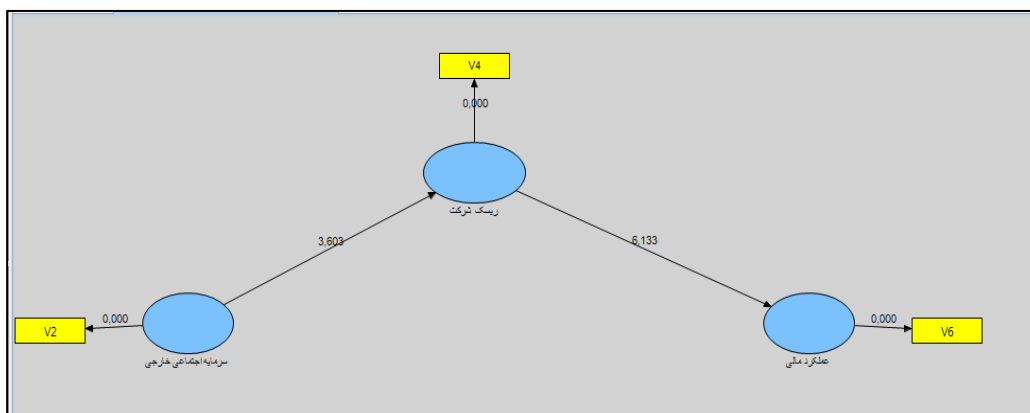 V4
0,000
ریسک شرکت
3,603
6,133
V2
0,000
سرمایه اجتماعی خارجی
0,000
V6
عملکرد مالی